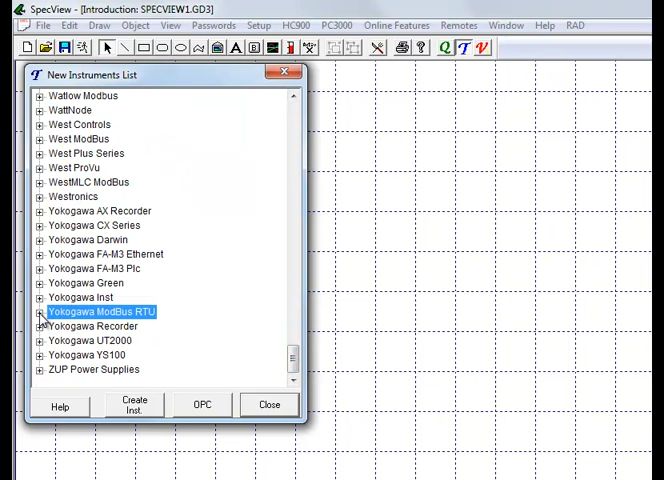 SpecView - [Introduction: SPECVIEW1.GD3]
File Edit Draw Object View Passwords Setup HC900 PC3000 Online Features Remotes Window Help RAD
A B ? Q T V
T New Instruments List
Watlow Modbus
WattNode
West Controls
West ModBus
West Plus Series
West ProVu
WestMLC ModBus
Westronics
Yokogawa AX Recorder
Yokogawa CX Series
Yokogawa Darwin
Yokogawa FA-M3 Ethernet
Yokogawa FA-M3 Plc
Yokogawa Green
Yokogawa Inst
Yokogawa ModBus RTU
Yokogawa Recorder
Yokogawa UT2000
Yokogawa YS100
ZUP Power Supplies
Help Create Inst. OPC Close